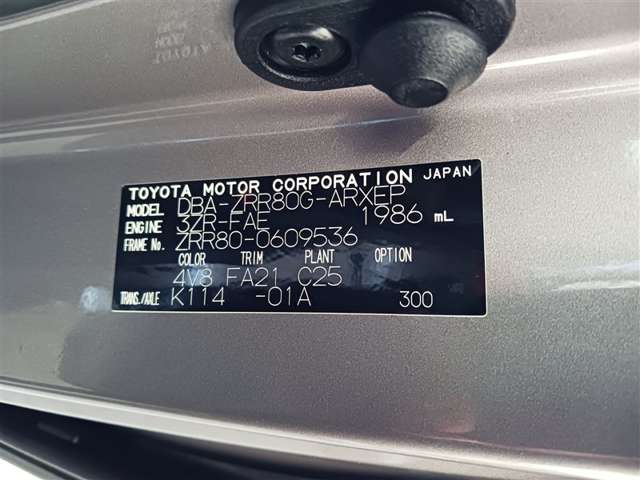 TOYOTA MOTOR CORPORATION JAPAN
MODEL DBA-ZRR80G-ARXEP
ENGINE 3ZR-FAE 1986 mL
FRAME No. ZRR80-0609536
COLOR TRIM PLANT OPTION
4V8 FA21 C25
TRANS./AXLE K114 -01A 300